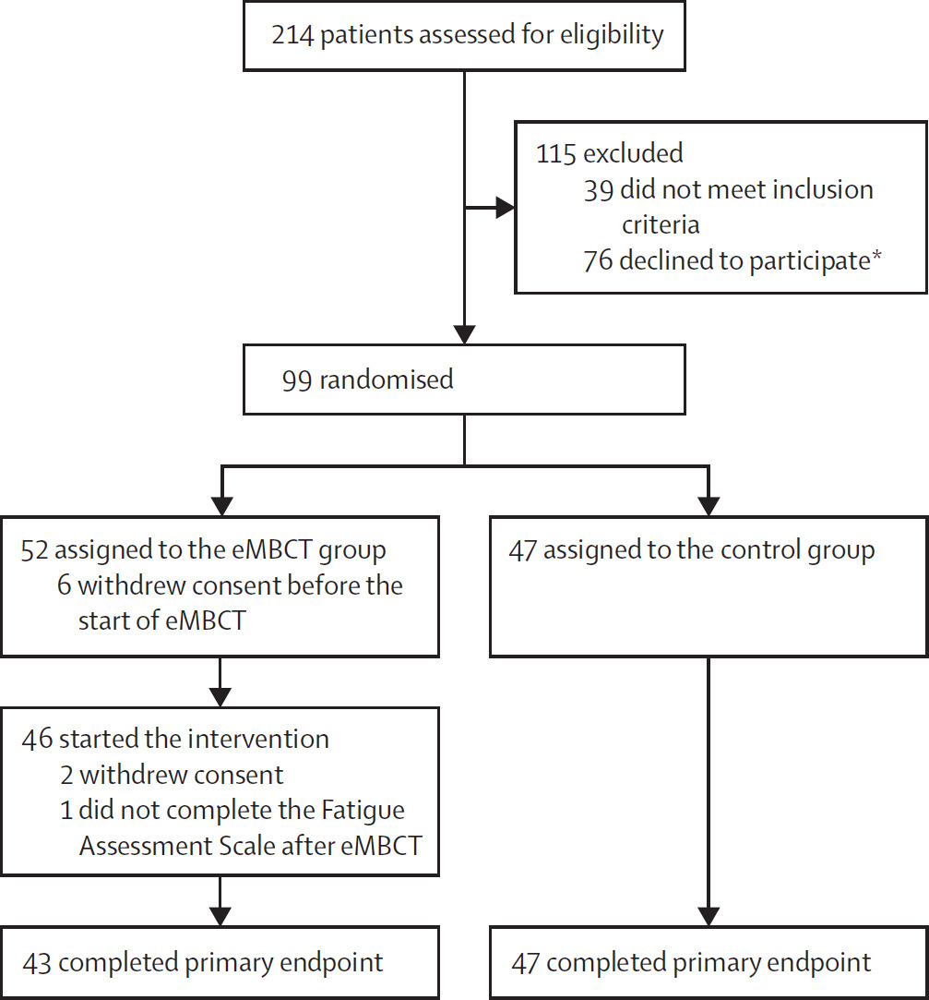 214 patients assessed for eligibility
115 excluded
39 did not meet inclusion
criteria
76 declined to participate*
99 randomised
52 assigned to the eMBCT group
6 withdrew consent before the
start of eMBCT
47 assigned to the control group
46 started the intervention
2 withdrew consent
1 did not complete the Fatigue
Assessment Scale after eMBCT
43 completed primary endpoint
47 completed primary endpoint